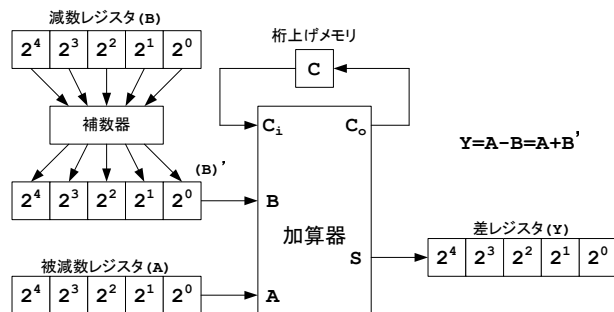 減数レジスタ(B)
2⁴ 2³ 2² 2¹ 2⁰
補数器
(B)'
2⁴ 2³ 2² 2¹ 2⁰
被減数レジスタ(A)
2⁴ 2³ 2² 2¹ 2⁰
桁上げメモリ
C
Cᵢ Cₒ
B
加算器
S
A
Y=A-B=A+B'
差レジスタ(Y)
2⁴ 2³ 2² 2¹ 2⁰